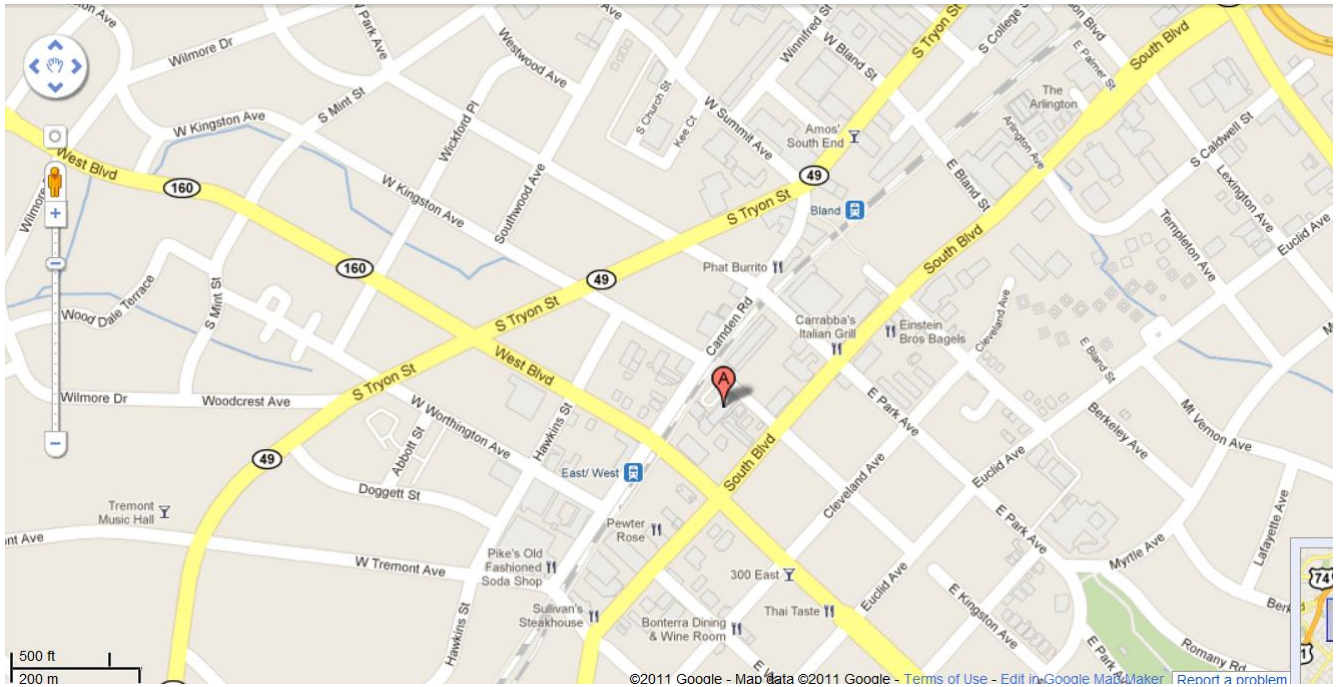 W Park Ave
Winnifred St
S Tryon St
S College St
South Blvd
Wilmore Dr
Westwood Ave
W Bland St
E Palmer St
S Mint St
S Church St
The
Arlington
W Kingston Ave
Wickford Pl
Kee Ct
W Summit Ave
Amos'
South End
Arlington Ave
S Caldwell St
West Blvd
160
49
E Bland St
Lexington Ave
W Kingston Ave
Southwood Ave
S Tryon St
Bland
Templeton Ave
Euclid Ave
South Blvd
160
49
Phat Burrito
Wood Dale Terrace
S Mint St
S Tryon St
Camden Rd
Carrabba's
Italian Grill
Einstein
Bros Bagels
Cleveland Ave
West Blvd
E Bland St
A
S Tryon St
Wilmore Dr
Woodcrest Ave
W Worthington Ave
Hawkins St
E Park Ave
Berkeley Ave
Mt Vernon Ave
Abbott St
49
East/ West
South Blvd
Cleveland Ave
Euclid Ave
Doggett St
Tremont
Music Hall
Pewter
Rose
E Park Ave
Lafayette Ave
Myrtle Ave
W Tremont Ave
Pike's Old
Fashioned
Soda Shop
300 East
Euclid Ave
E Kingston Ave
74
Sullivan's
Steakhouse
Thai Taste
Bonterra Dining
& Wine Room
Hawkins St
E Park Ave
Romany Rd
500 ft
200 m
©2011 Google - Map data ©2011 Google - Terms of Use - Edit in Google Map Maker
Report a problem